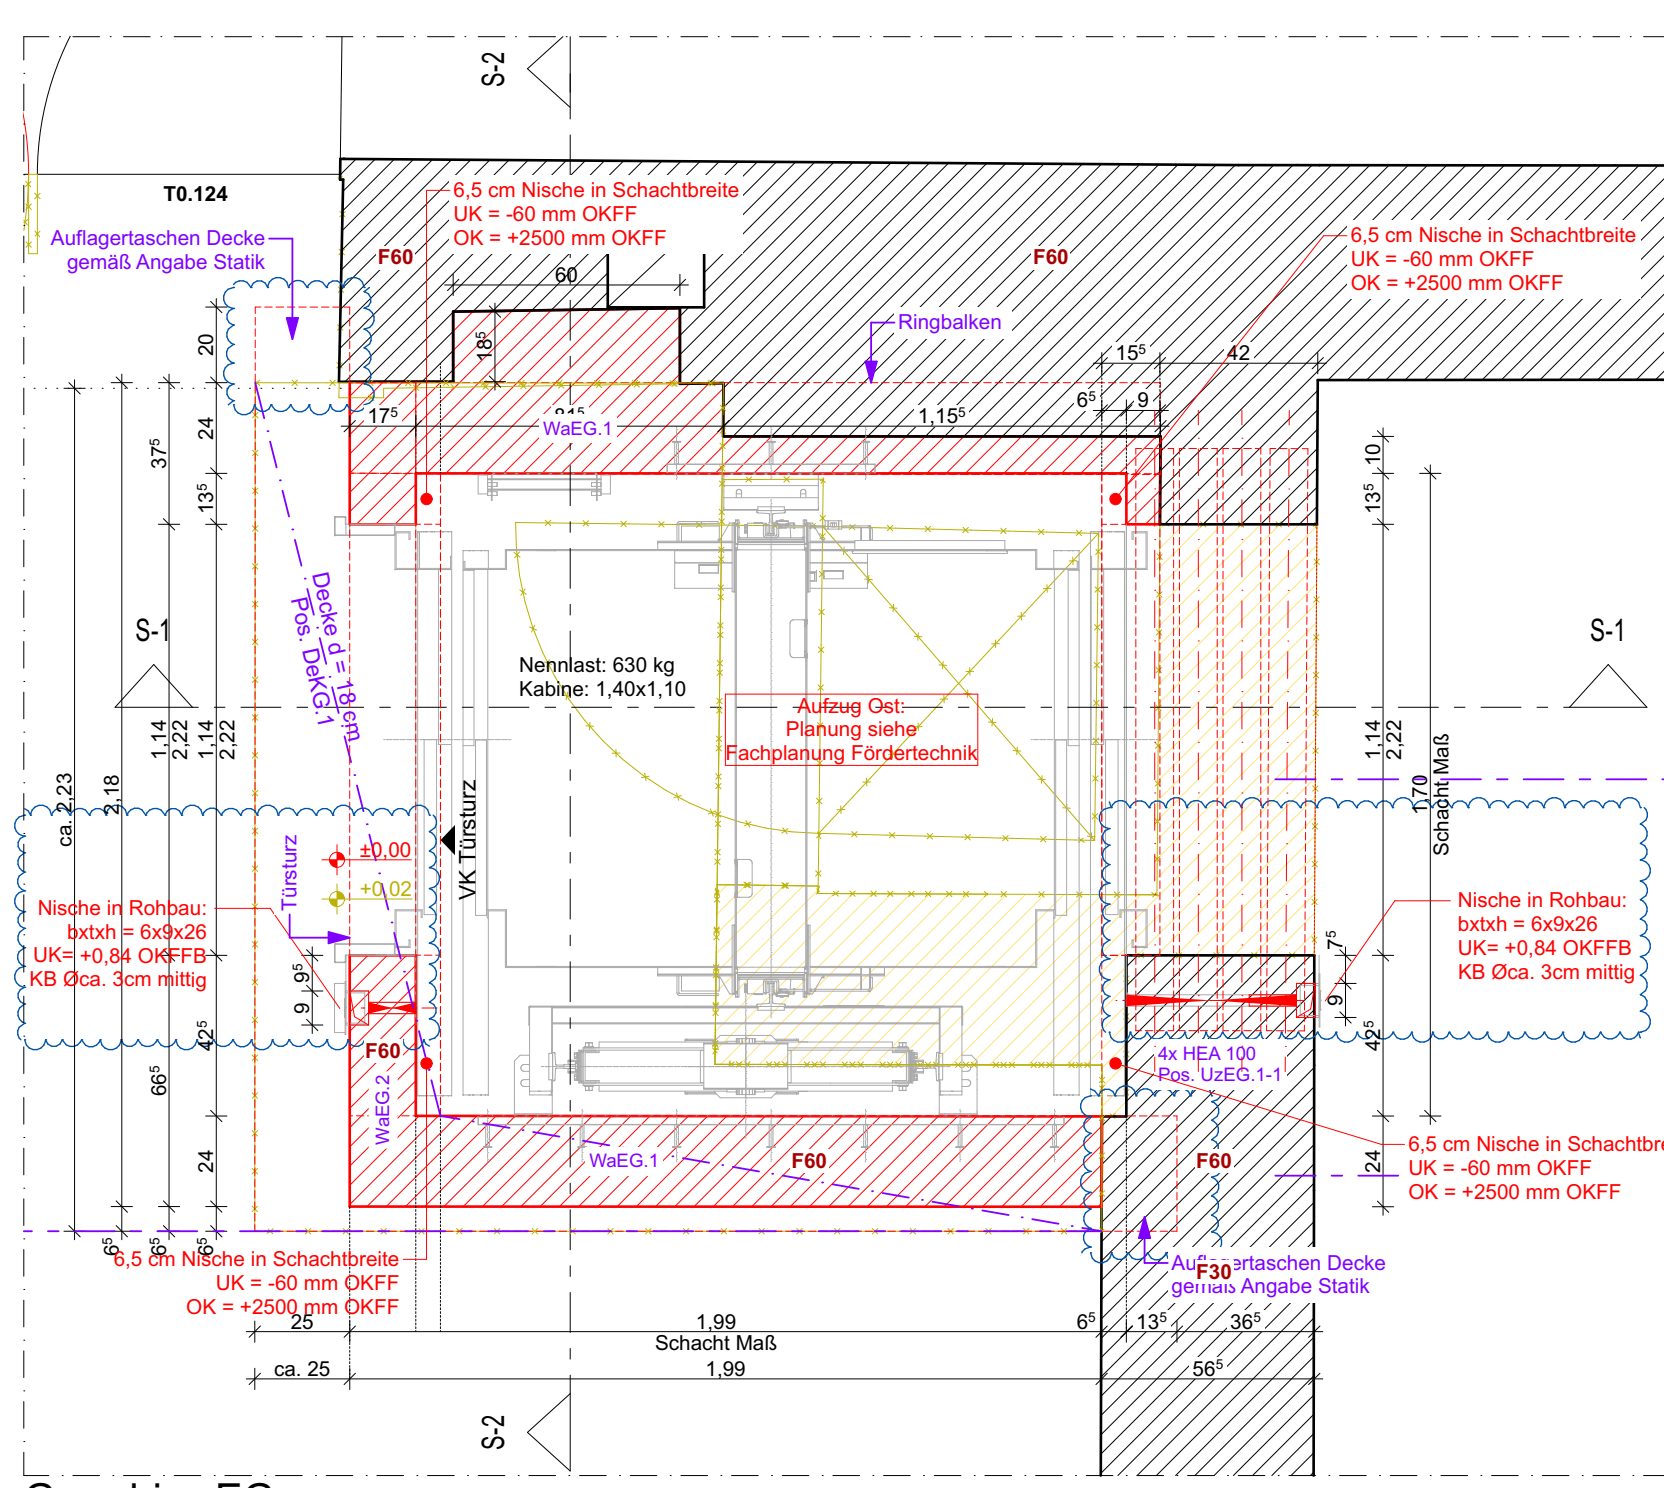 S-2
T0.124
Auflagertaschen Decke
gemäß Angabe Statik
6,5 cm Nische in Schachtbreite
UK = -60 mm OKFF
OK = +2500 mm OKFF
F60
F60
6,5 cm Nische in Schachtbreite
UK = -60 mm OKFF
OK = +2500 mm OKFF
60
18⁵
Ringbalken
15⁵
42
20
17⁵
WaEG.1
1,15⁵
6⁵
9
24
37⁵
13⁵
10
13⁵
Decke d = 18 cm
Pos. DeKG.1
S-1
S-1
Nennlast: 630 kg
Kabine: 1,40x1,10
Aufzug Ost:
Planung siehe
Fachplanung Fördertechnik
1,14
2,22
1,14
2,22
1,14
2,22
1,70
Schacht Maß
ca. 2,23
2,18
VK Türsturz
Türsturz
±0,00
+0,02
Nische in Rohbau:
bxtxh = 6x9x26
UK= +0,84 OKFFB
KB Øca. 3cm mittig
Nische in Rohbau:
bxtxh = 6x9x26
UK= +0,84 OKFFB
KB Øca. 3cm mittig
9⁵
9
7⁵
9
42⁵
42⁵
F60
WaEG.2
66⁵
4x HEA 100
Pos. UzEG.1-1
24
WaEG.1
F60
F60
24
6,5 cm Nische in Schachtbre
UK = -60 mm OKFF
OK = +2500 mm OKFF
6⁵
6⁵
6⁵
6,5 cm Nische in Schachtbreite
UK = -60 mm OKFF
OK = +2500 mm OKFF
Auflagertaschen Decke
F30
gemäß Angabe Statik
25
1,99
Schacht Maß
6⁵
13⁵
36⁵
ca. 25
1,99
56⁵
S-2